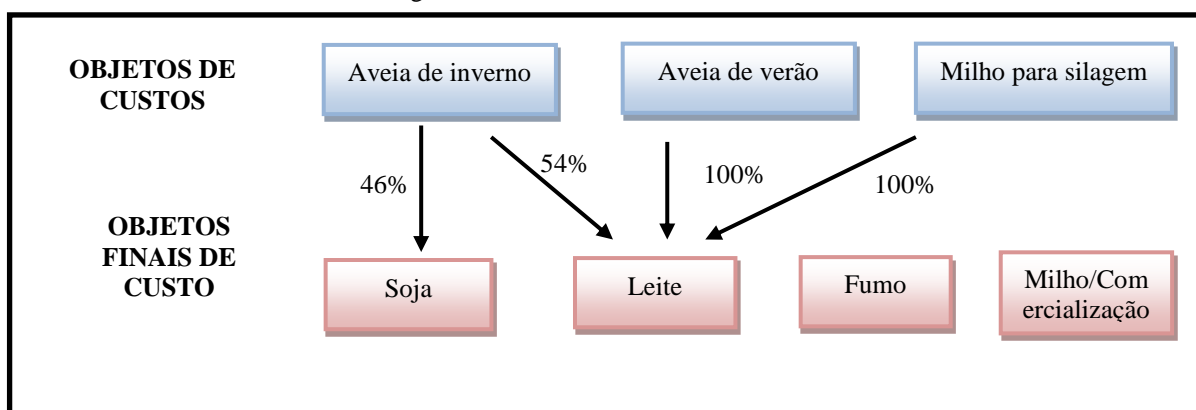 OBJETOS DE
CUSTOS
Aveia de inverno
Aveia de verão
Milho para silagem
46%
54%
100%
100%
OBJETOS
FINAIS DE
CUSTO
Soja
Leite
Fumo
Milho/Com
ercialização